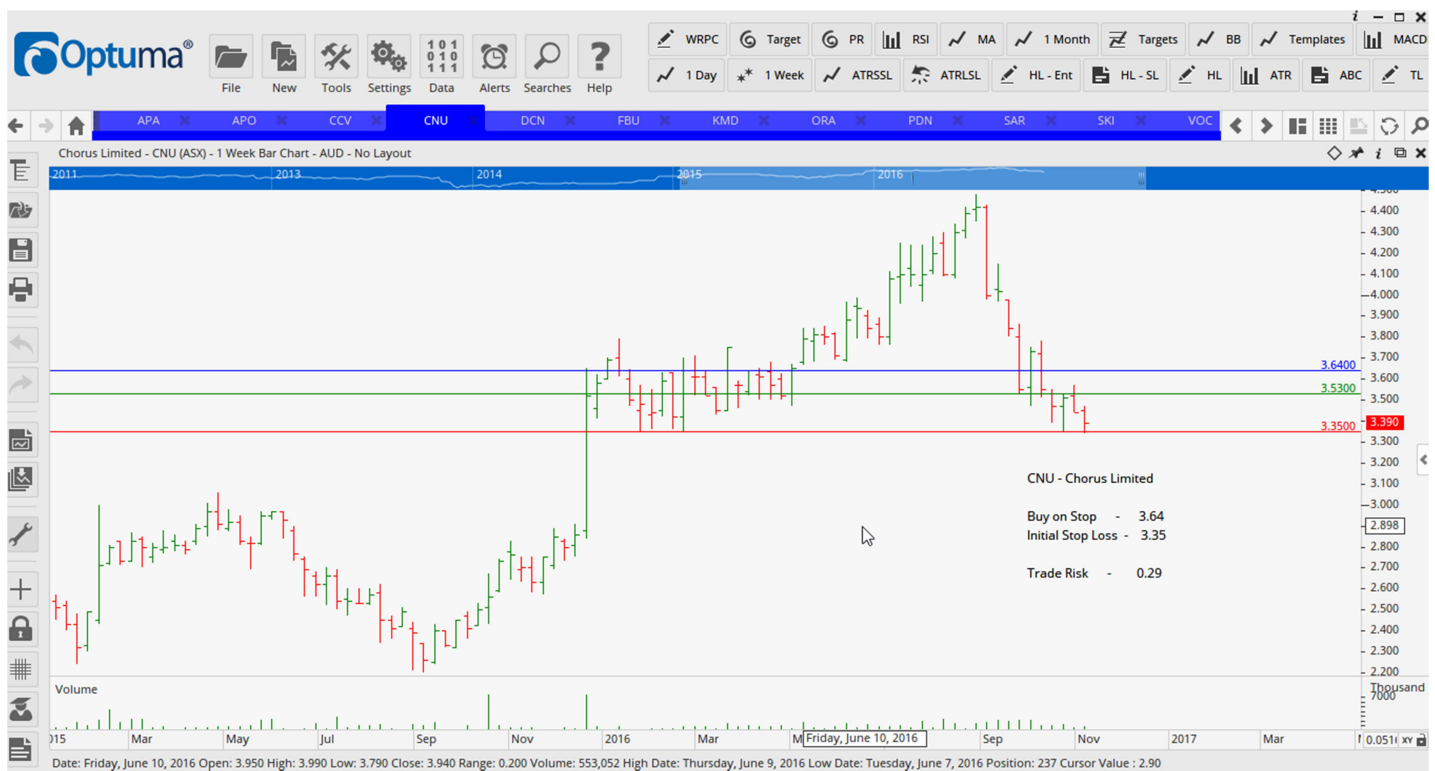 Optuma®
File New Tools Settings Data Alerts Searches Help
101
010
111
WRPC Target PR RSI MA 1 Month Targets BB Templates MACD
1 Day 1 Week ATRSSL ATRLSL HL - Ent HL - SL HL ATR ABC TL
APA APO CCV CNU DCN FBU KMD ORA PDN SAR SKI VOC
Chorus Limited - CNU (ASX) - 1 Week Bar Chart - AUD - No Layout
2011 2013 2014 2015 2016
4.500
4.400
4.300
4.200
4.100
4.000
3.900
3.800
3.700
3.6400
3.600
3.5300
3.500
3.390
3.3500
3.300
3.200
CNU - Chorus Limited
3.100
3.000
Buy on Stop - 3.64
2.898
Initial Stop Loss - 3.35
2.800
2.700
Trade Risk - 0.29
2.600
2.500
2.400
2.300
2.200
Volume
Thousand
7000
015 Mar May Jul Sep Nov 2016 Mar M Friday, June 10, 2016 Sep Nov 2017 Mar 0.051 XY
Date: Friday, June 10, 2016 Open: 3.950 High: 3.990 Low: 3.790 Close: 3.940 Range: 0.200 Volume: 553,052 High Date: Thursday, June 9, 2016 Low Date: Tuesday, June 7, 2016 Position: 237 Cursor Value : 2.90